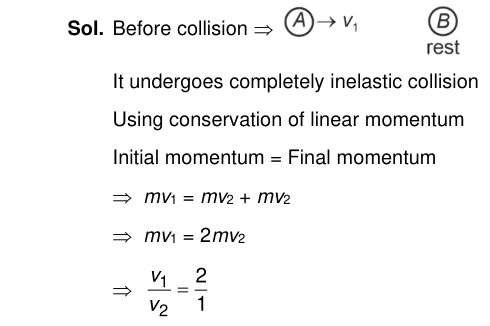 Sol. Before collision ⇒ A → v₁ B
rest
It undergoes completely inelastic collision
Using conservation of linear momentum
Initial momentum = Final momentum
⇒ mv₁ = mv₂ + mv₂
⇒ mv₁ = 2mv₂
⇒ v₁/v₂ = 2/1